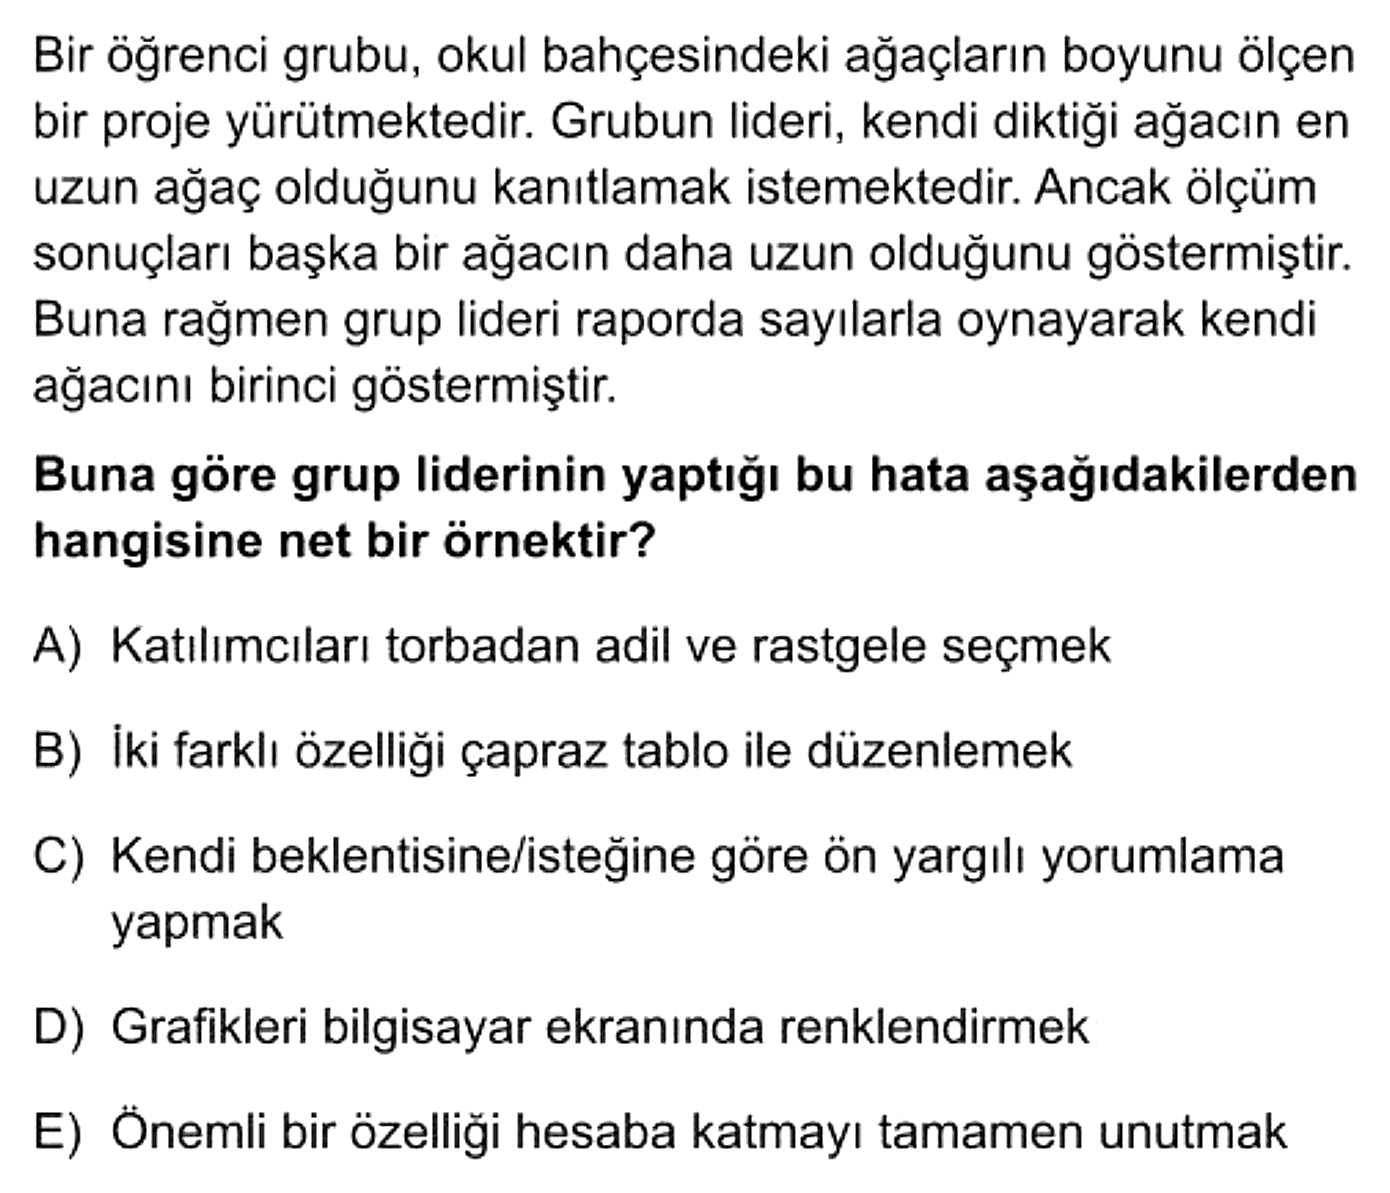 Bir öğrenci grubu, okul bahçesindeki ağaçların boyunu ölçen
bir proje yürütmektedir. Grubun lideri, kendi diktiği ağacın en
uzun ağaç olduğunu kanıtlamak istemektedir. Ancak ölçüm
sonuçları başka bir ağacın daha uzun olduğunu göstermiştir.
Buna rağmen grup lideri raporda sayılarla oynayarak kendi
ağacını birinci göstermiştir.
Buna göre grup liderinin yaptığı bu hata aşağıdakilerden
hangisine net bir örnektir?
A) Katılımcıları torbadan adil ve rastgele seçmek
B) İki farklı özelliği çapraz tablo ile düzenlemek
C) Kendi beklentisine/isteğine göre ön yargılı yorumlama
yapmak
D) Grafikleri bilgisayar ekranında renklendirmek
E) Önemli bir özelliği hesaba katmayı tamamen unutmak